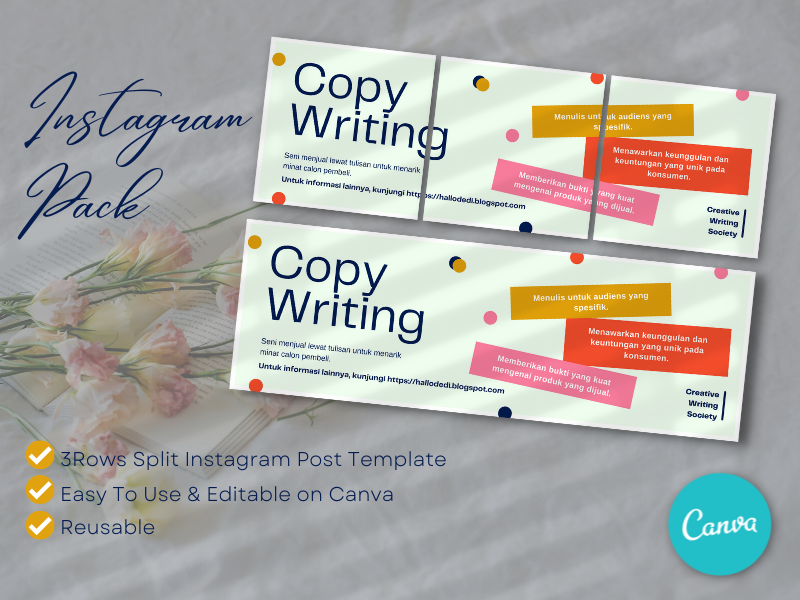 Instagram
Pack
Copy
Writing
Seni menjual lewat tulisan untuk menarik
minat calon pembeli.
Untuk informasi lainnya, kunjungi https://hallodedi.blogspot.com
Menulis untuk audiens yang
spesifik.
Menawarkan keunggulan dan
keuntungan yang unik pada
konsumen.
Memberikan bukti yang kuat
mengenai produk yang dijual.
Creative
Writing
Society
Copy
Writing
Seni menjual lewat tulisan untuk menarik
minat calon pembeli.
Untuk informasi lainnya, kunjungi https://hallodedi.blogspot.com
Menulis untuk audiens yang
spesifik.
Menawarkan keunggulan dan
keuntungan yang unik pada
konsumen.
Memberikan bukti yang kuat
mengenai produk yang dijual.
Creative
Writing
Society
3Rows Split Instagram Post Template
Easy To Use & Editable on Canva
Reusable
Canva